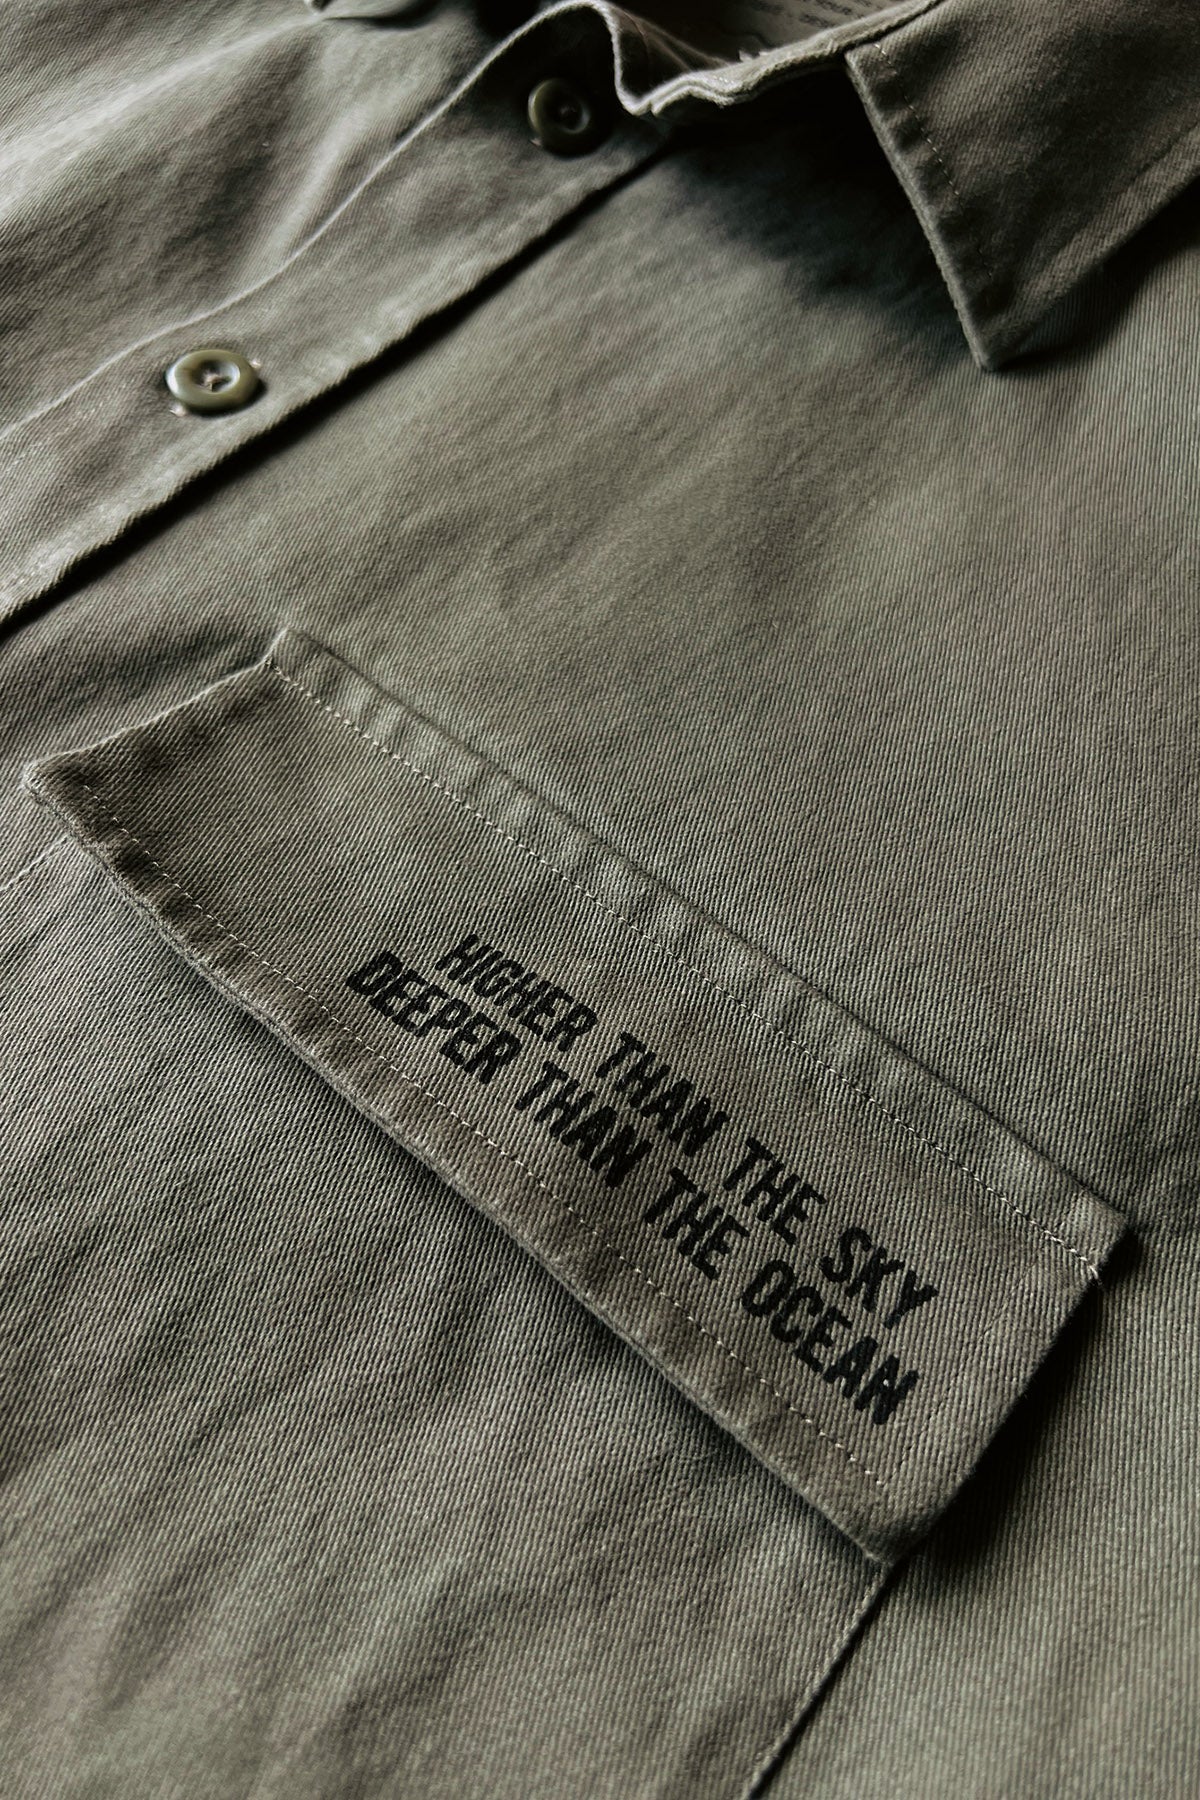 HIGHER THAN THE SKY
DEEPER THAN THE OCEAN